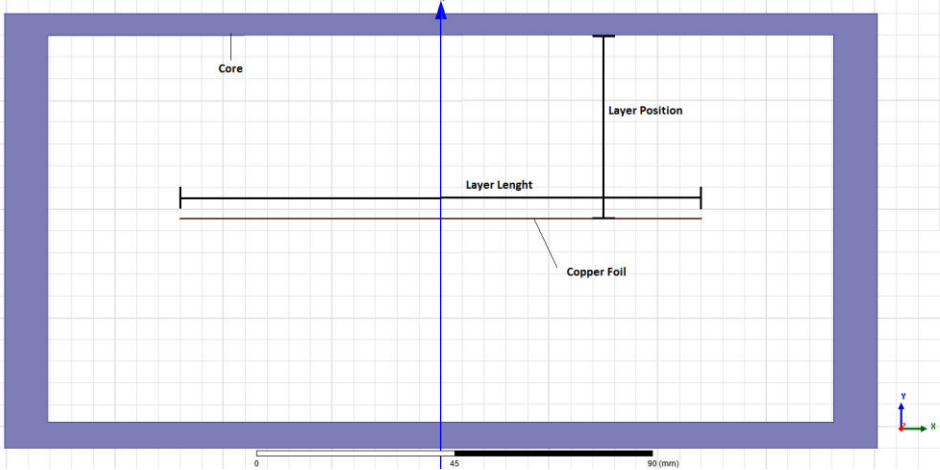 Core
Layer Position
Layer Lenght
Copper Foil
Y
Z
X
0 45 90 (mm)